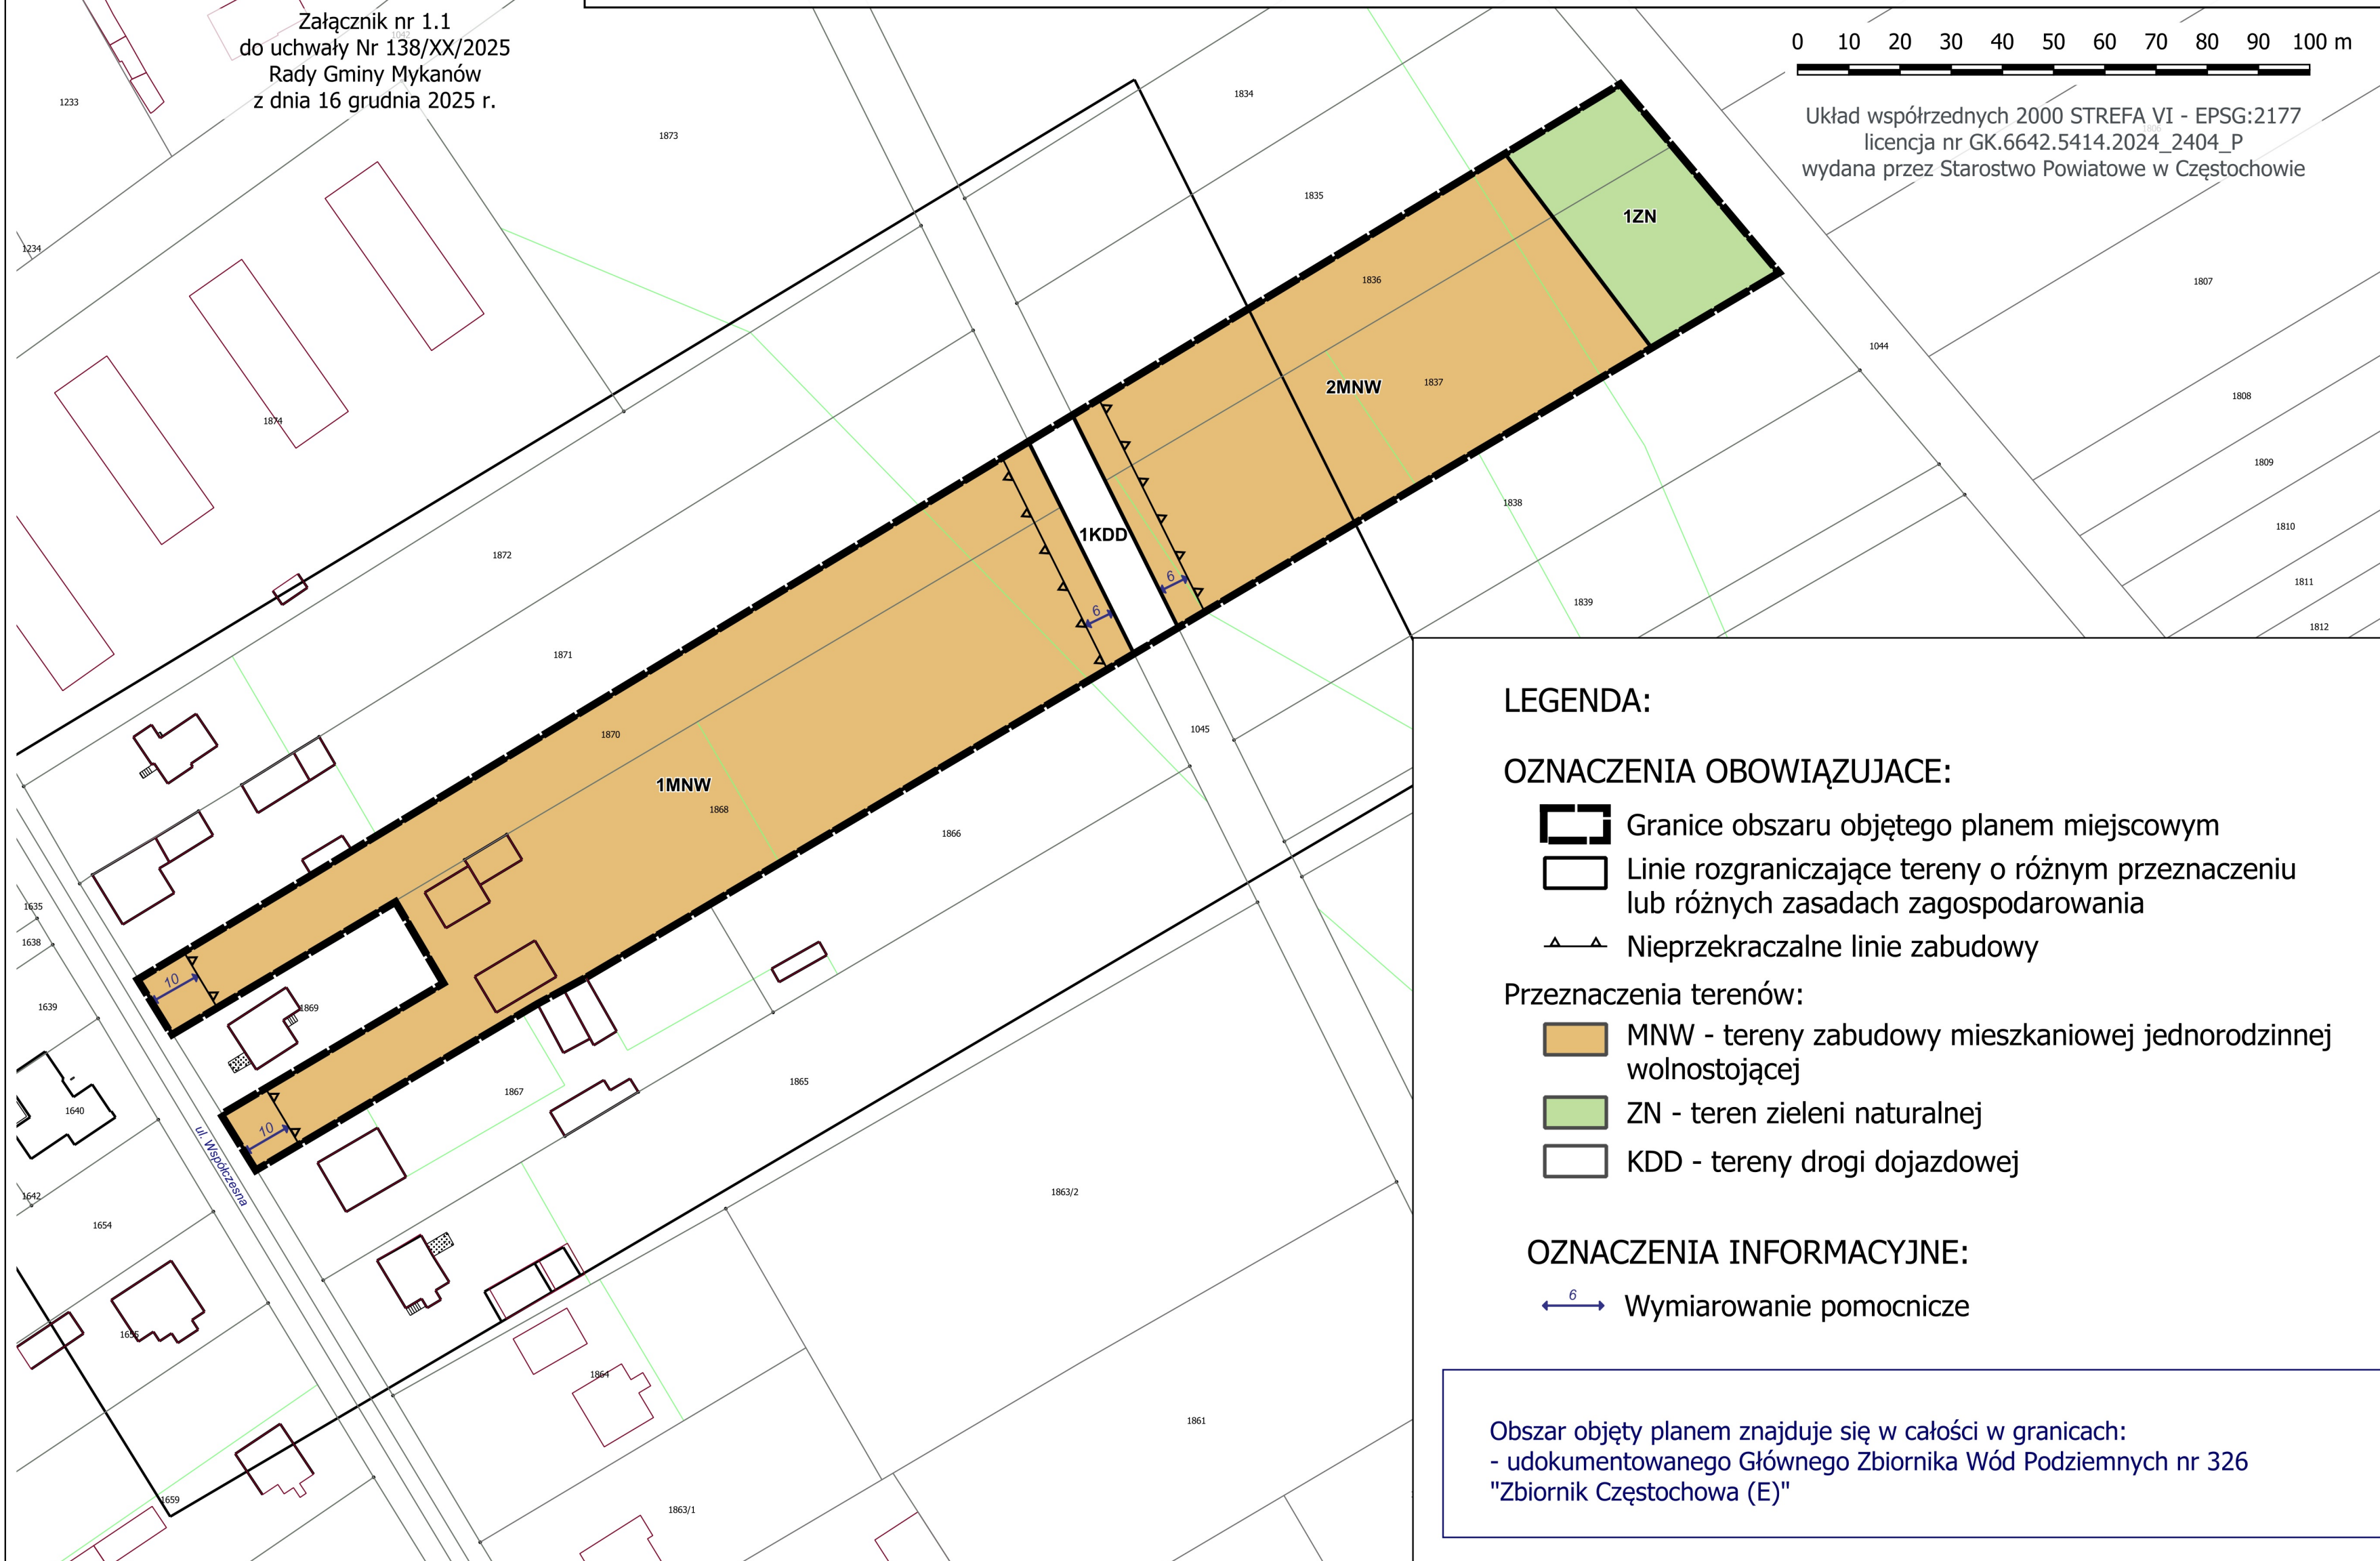 Załącznik nr 1.1
do uchwały Nr 138/XX/2025
Rady Gminy Mykanów
z dnia 16 grudnia 2025 r.
0 10 20 30 40 50 60 70 80 90 100 m
Układ współrzędnych 2000 STREFA VI - EPSG:2177
licencja nr GK.6642.5414.2024_2404_P
wydana przez Starostwo Powiatowe w Częstochowie
1042
1233
1234
1873
1834
1835
1806
1ZN
1836
1807
1044
2MNW
1837
1808
1874
1809
1838
1810
1872
1KDD
6
6
1811
1839
1812
1871
1870
1045
1MNW
1868
1866
1635
1638
1639
10
1869
1867
1865
1640
10
ul. Współczesna
1642
1654
1863/2
1655
1864
1861
1659
1863/1
LEGENDA:
OZNACZENIA OBOWIĄZUJACE:
Granice obszaru objętego planem miejscowym
Linie rozgraniczające tereny o różnym przeznaczeniu
lub różnych zasadach zagospodarowania
Nieprzekraczalne linie zabudowy
Przeznaczenia terenów:
MNW - tereny zabudowy mieszkaniowej jednorodzinnej
wolnostojącej
ZN - teren zieleni naturalnej
KDD - tereny drogi dojazdowej
OZNACZENIA INFORMACYJNE:
6
Wymiarowanie pomocnicze
Obszar objęty planem znajduje się w całości w granicach:
- udokumentowanego Głównego Zbiornika Wód Podziemnych nr 326
"Zbiornik Częstochowa (E)"